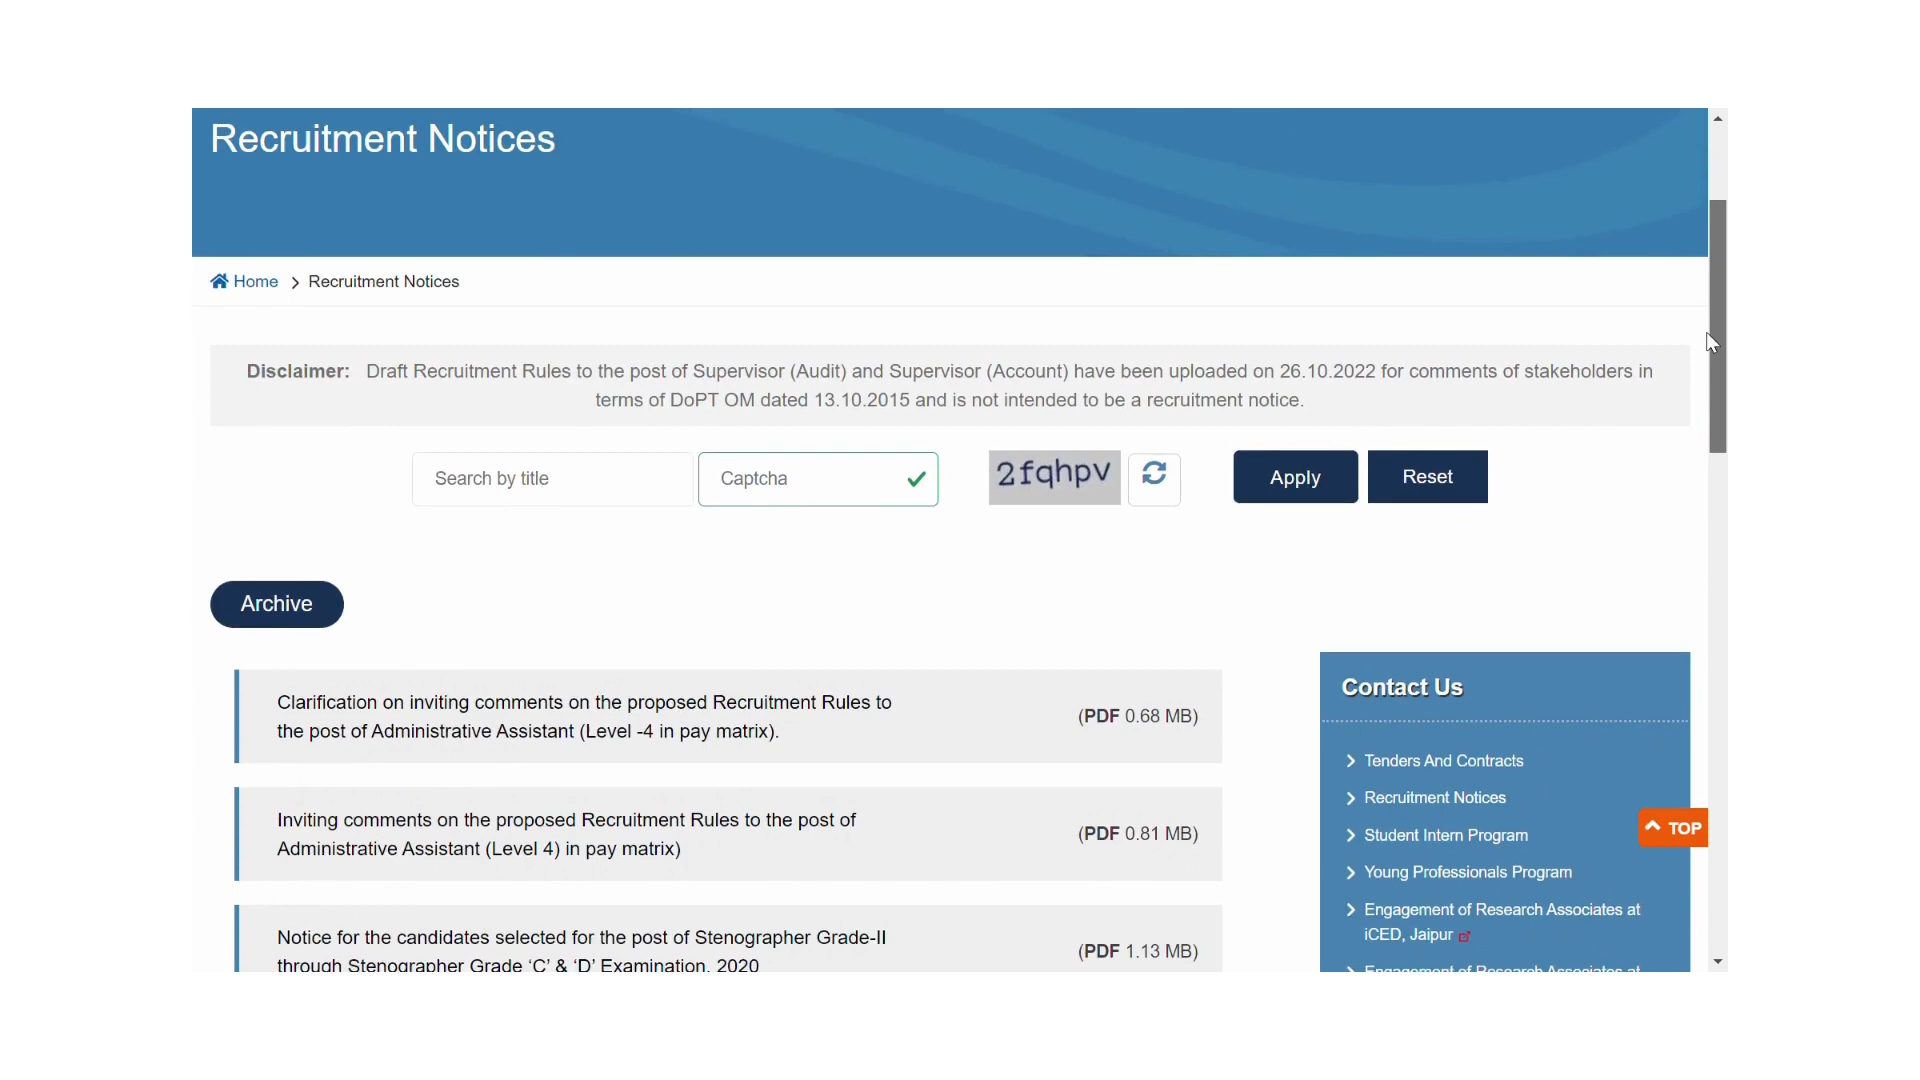 Recruitment Notices
Home > Recruitment Notices
Disclaimer: Draft Recruitment Rules to the post of Supervisor (Audit) and Supervisor (Account) have been uploaded on 26.10.2022 for comments of stakeholders in
terms of DoPT OM dated 13.10.2015 and is not intended to be a recruitment notice.
Search by title
Captcha
2fqhpv
Apply
Reset
Archive
Clarification on inviting comments on the proposed Recruitment Rules to
the post of Administrative Assistant (Level -4 in pay matrix).
(PDF 0.68 MB)
Inviting comments on the proposed Recruitment Rules to the post of
Administrative Assistant (Level 4) in pay matrix)
(PDF 0.81 MB)
Notice for the candidates selected for the post of Stenographer Grade-II
through Stenographer Grade ‘C’ & ‘D’ Examination, 2020
(PDF 1.13 MB)
Contact Us
Tenders And Contracts
Recruitment Notices
Student Intern Program
Young Professionals Program
Engagement of Research Associates at
iCED, Jaipur
Engagement of Research Associates at
TOP